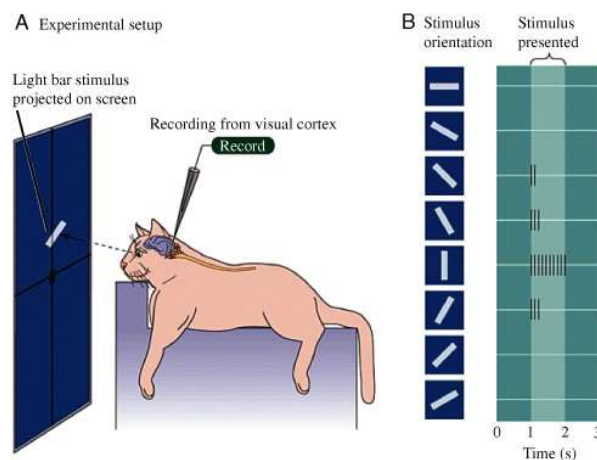 A Experimental setup
Light bar stimulus
projected on screen
Recording from visual cortex
Record
B Stimulus
orientation
Stimulus
presented
0 1 2 3
Time (s)